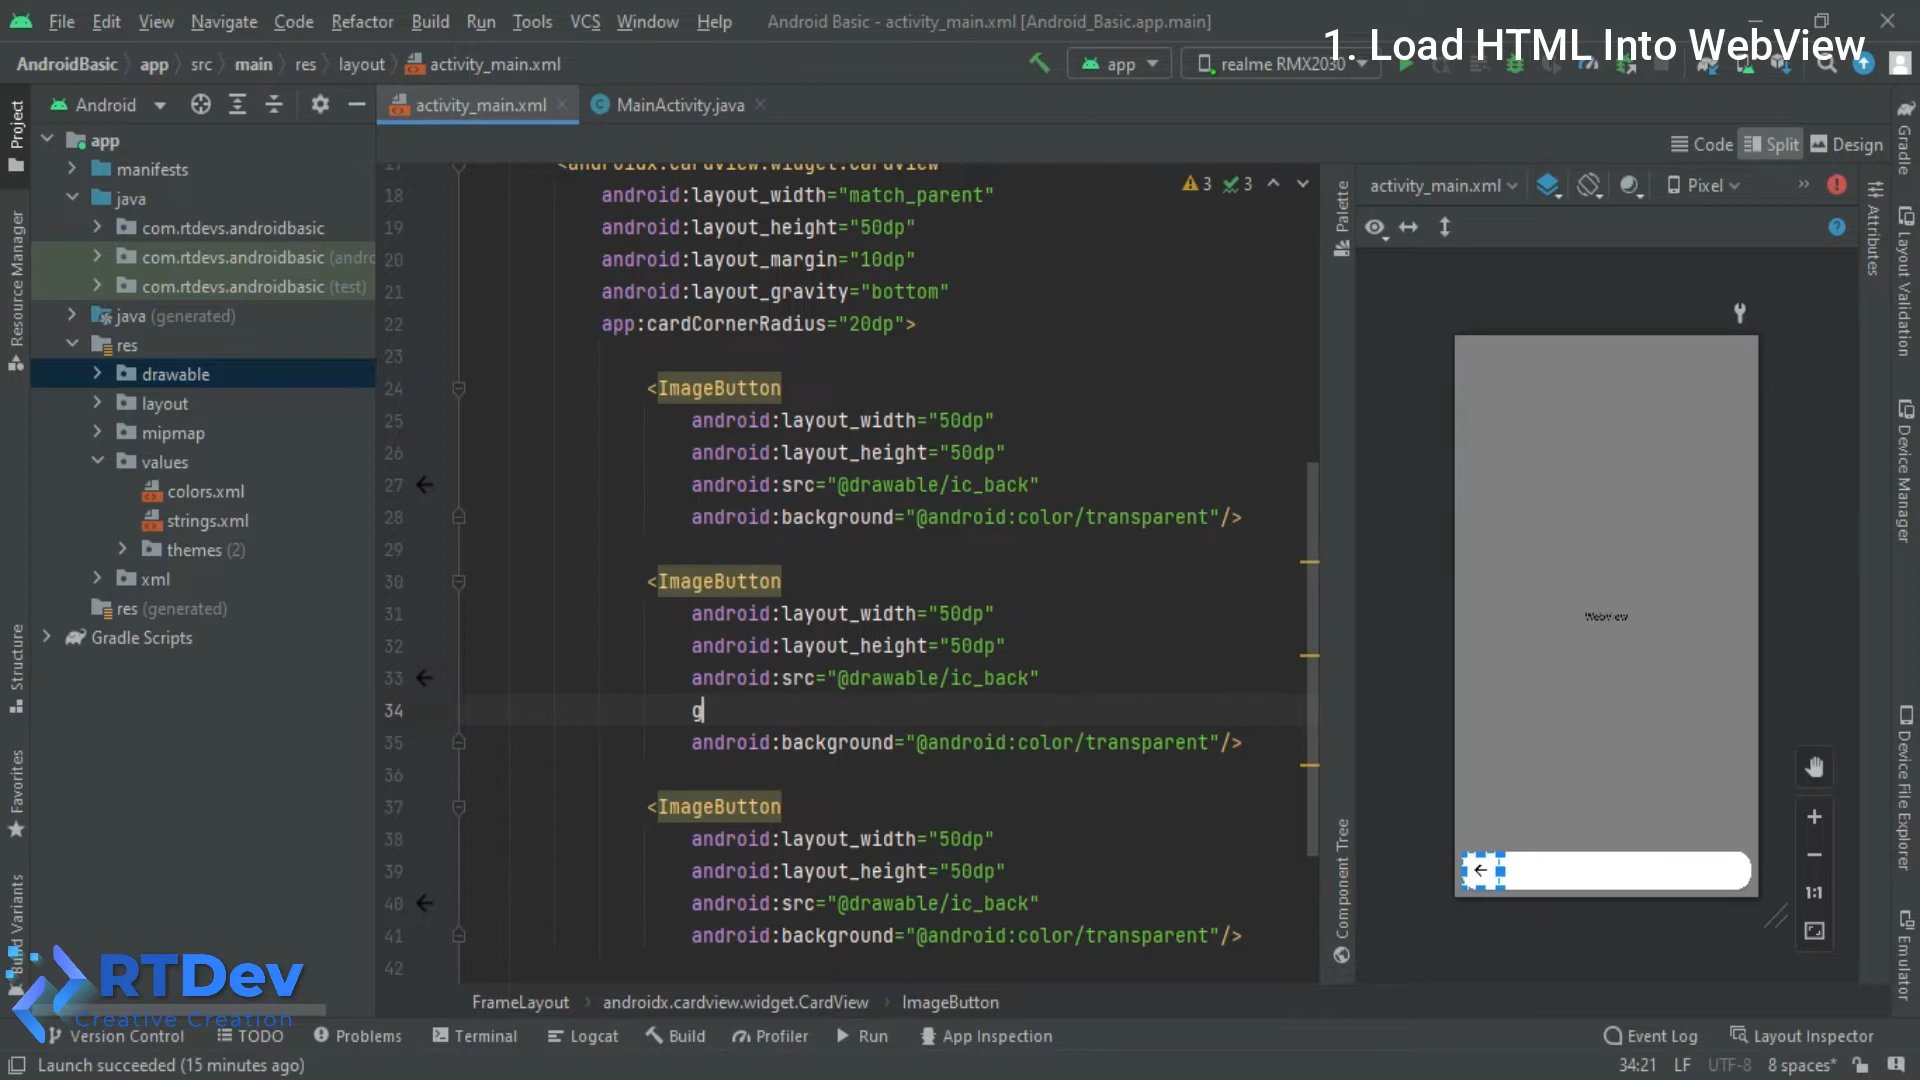 File Edit View Navigate Code Refactor Build Run Tools VCS Window Help Android Basic - activity_main.xml [Android_Basic.app.main]
1. Load HTML Into WebView
AndroidBasic app src main res layout activity_main.xml app realme RMX2030
Android activity_main.xml MainActivity.java
Code Split Design
Project
Resource Manager
Structure
Favorites
Build Variants
app
manifests
java
com.rtdevs.androidbasic
com.rtdevs.androidbasic (andro
com.rtdevs.androidbasic (test)
java (generated)
res
drawable
layout
mipmap
values
colors.xml
strings.xml
themes (2)
xml
res (generated)
Gradle Scripts
17 <androidx.cardview.widget.CardView
18 android:layout_width="match_parent"
19 android:layout_height="50dp"
20 android:layout_margin="10dp"
21 android:layout_gravity="bottom"
22 app:cardCornerRadius="20dp">
23
24 <ImageButton
25 android:layout_width="50dp"
26 android:layout_height="50dp"
27 android:src="@drawable/ic_back"
28 android:background="@android:color/transparent"/>
29
30 <ImageButton
31 android:layout_width="50dp"
32 android:layout_height="50dp"
33 android:src="@drawable/ic_back"
34 g
35 android:background="@android:color/transparent"/>
36
37 <ImageButton
38 android:layout_width="50dp"
39 android:layout_height="50dp"
40 android:src="@drawable/ic_back"
41 android:background="@android:color/transparent"/>
42
3 3
Palette
Component Tree
activity_main.xml Pixel
WebView
1:1
Attributes
Gradle
Layout Validation
Device Manager
Device File Explorer
Emulator
FrameLayout androidx.cardview.widget.CardView ImageButton
RTDev
Creative Creation
Version Control TODO Problems Terminal Logcat Build Profiler Run App Inspection Event Log Layout Inspector
Launch succeeded (15 minutes ago) 34:21 LF UTF-8 8 spaces*